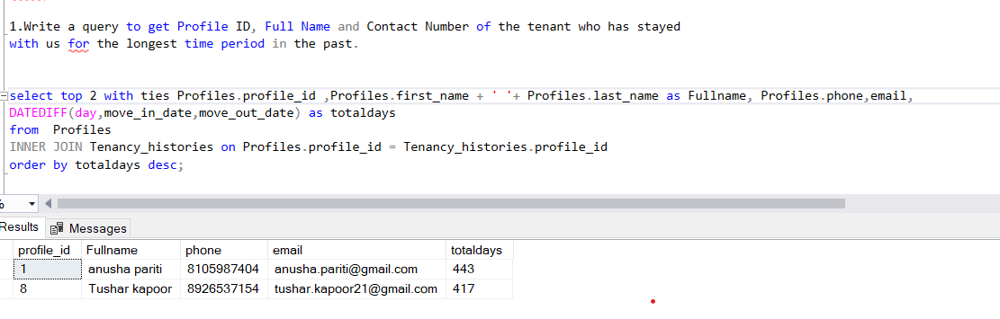 1.Write a query to get Profile ID, Full Name and Contact Number of the tenant who has stayed
with us for the longest time period in the past.
select top 2 with ties Profiles.profile_id ,Profiles.first_name + ' '+ Profiles.last_name as Fullname, Profiles.phone,email,
DATEDIFF(day,move_in_date,move_out_date) as totaldays
from  Profiles
INNER JOIN Tenancy_histories on Profiles.profile_id = Tenancy_histories.profile_id
order by totaldays desc;
%
Results Messages
profile_id Fullname phone email totaldays
1 anusha pariti 8105987404 anusha.pariti@gmail.com 443
8 Tushar kapoor 8926537154 tushar.kapoor21@gmail.com 417